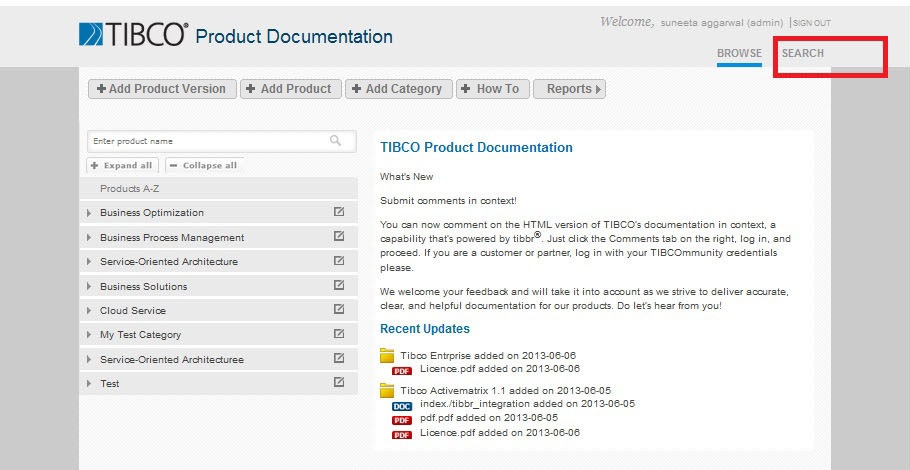 TIBCO® Product Documentation
Welcome, suneeta aggarwal (admin) |SIGN OUT
BROWSE SEARCH
+ Add Product Version + Add Product + Add Category + How To Reports
Enter product name
+ Expand all − Collapse all
Products A-Z
Business Optimization
Business Process Management
Service-Oriented Architecture
Business Solutions
Cloud Service
My Test Category
Service-Oriented Architecturee
Test
TIBCO Product Documentation
What's New
Submit comments in context!
You can now comment on the HTML version of TIBCO's documentation in context, a
capability that's powered by tibbr®. Just click the Comments tab on the right, log in, and
proceed. If you are a customer or partner, log in with your TIBCOmmunity credentials
please.
We welcome your feedback and will take it into account as we strive to deliver accurate,
clear, and helpful documentation for our products. Do let's hear from you!
Recent Updates
Tibco Entrprise added on 2013-06-06
PDF Licence.pdf added on 2013-06-06
Tibco Activematrix 1.1 added on 2013-06-05
DOC index./tibbr_integration added on 2013-06-05
PDF pdf.pdf added on 2013-06-05
PDF Licence.pdf added on 2013-06-06